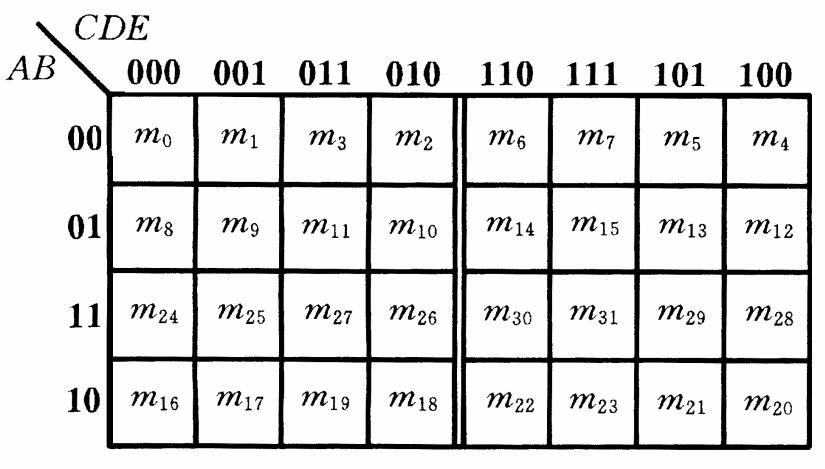 CDE
AB 000 001 011 010 110 111 101 100
00 m₀ m₁ m₃ m₂ m₆ m₇ m₅ m₄
01 m₈ m₉ m₁₁ m₁₀ m₁₄ m₁₅ m₁₃ m₁₂
11 m₂₄ m₂₅ m₂₇ m₂₆ m₃₀ m₃₁ m₂₉ m₂₈
10 m₁₆ m₁₇ m₁₉ m₁₈ m₂₂ m₂₃ m₂₁ m₂₀